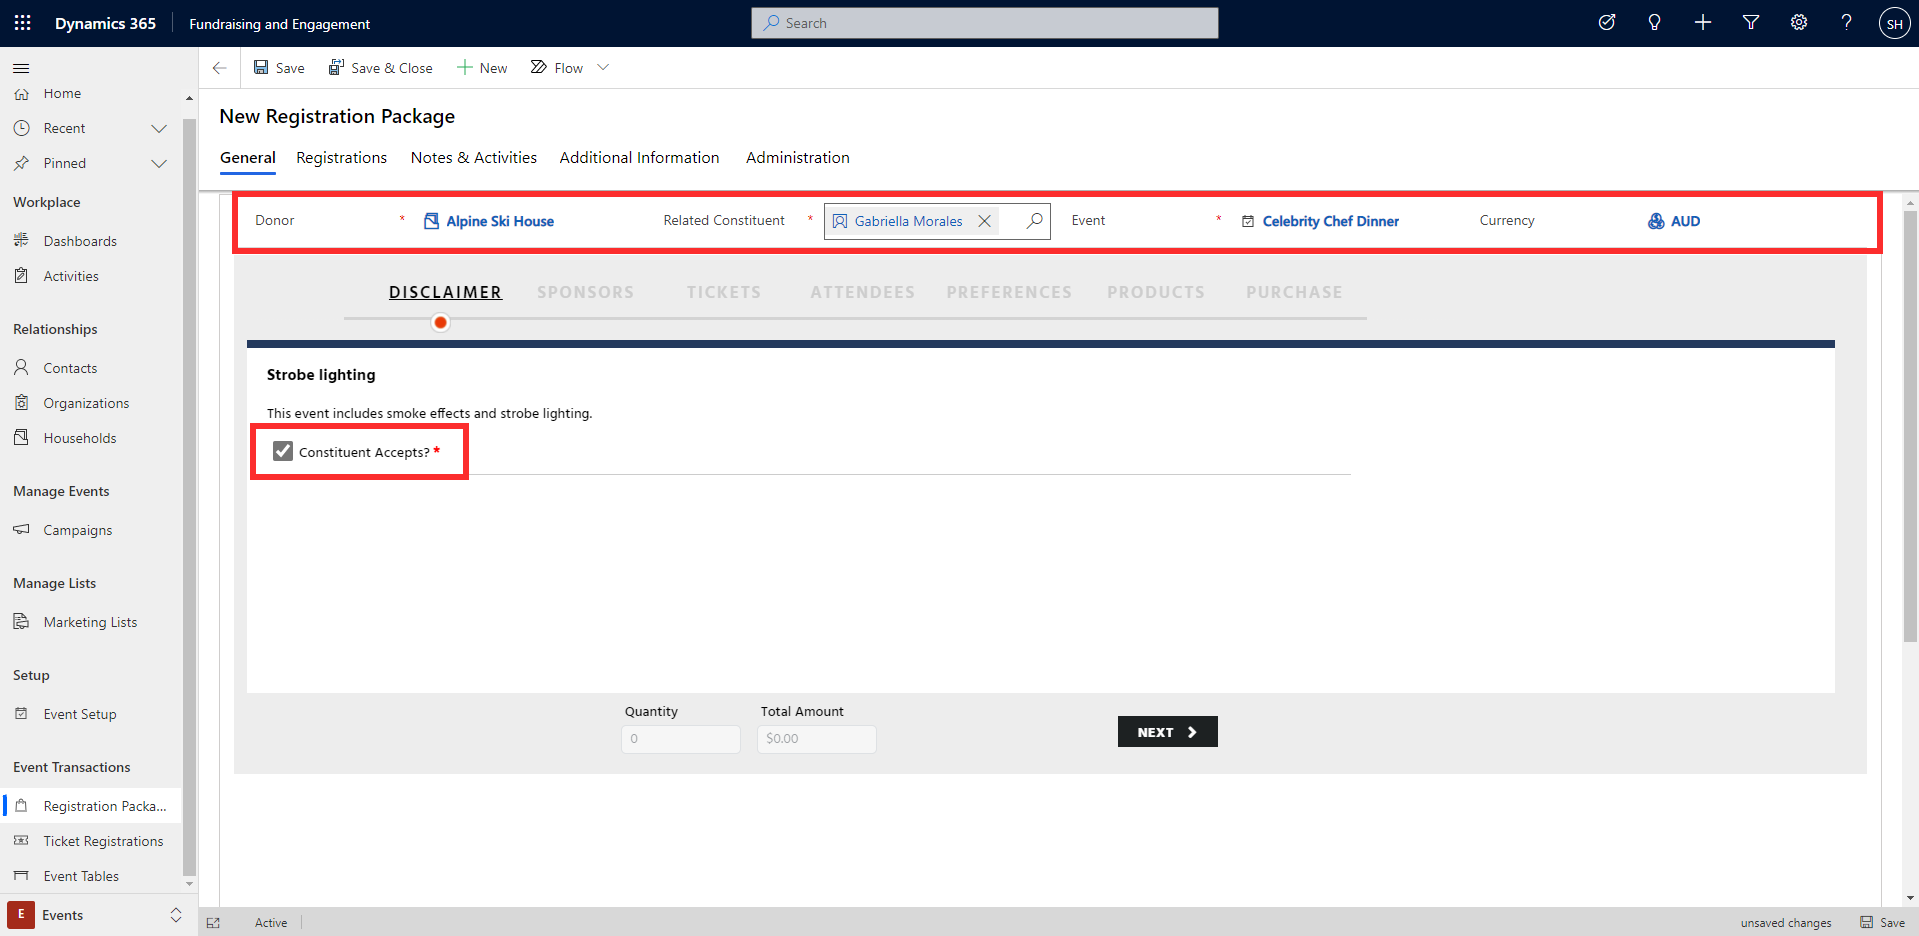 Dynamics 365
Fundraising and Engagement
Search
SH
Save
Save & Close
New
Flow
Home
Recent
Pinned
Workplace
Dashboards
Activities
Relationships
Contacts
Organizations
Households
Manage Events
Campaigns
Manage Lists
Marketing Lists
Setup
Event Setup
Event Transactions
Registration Packa...
Ticket Registrations
Event Tables
E
Events
New Registration Package
General
Registrations
Notes & Activities
Additional Information
Administration
Donor *
Alpine Ski House
Related Constituent *
Gabriella Morales
Event *
Celebrity Chef Dinner
Currency
AUD
DISCLAIMER
SPONSORS
TICKETS
ATTENDEES
PREFERENCES
PRODUCTS
PURCHASE
Strobe lighting
This event includes smoke effects and strobe lighting.
Constituent Accepts? *
Quantity
0
Total Amount
$0.00
NEXT
Active
unsaved changes
Save